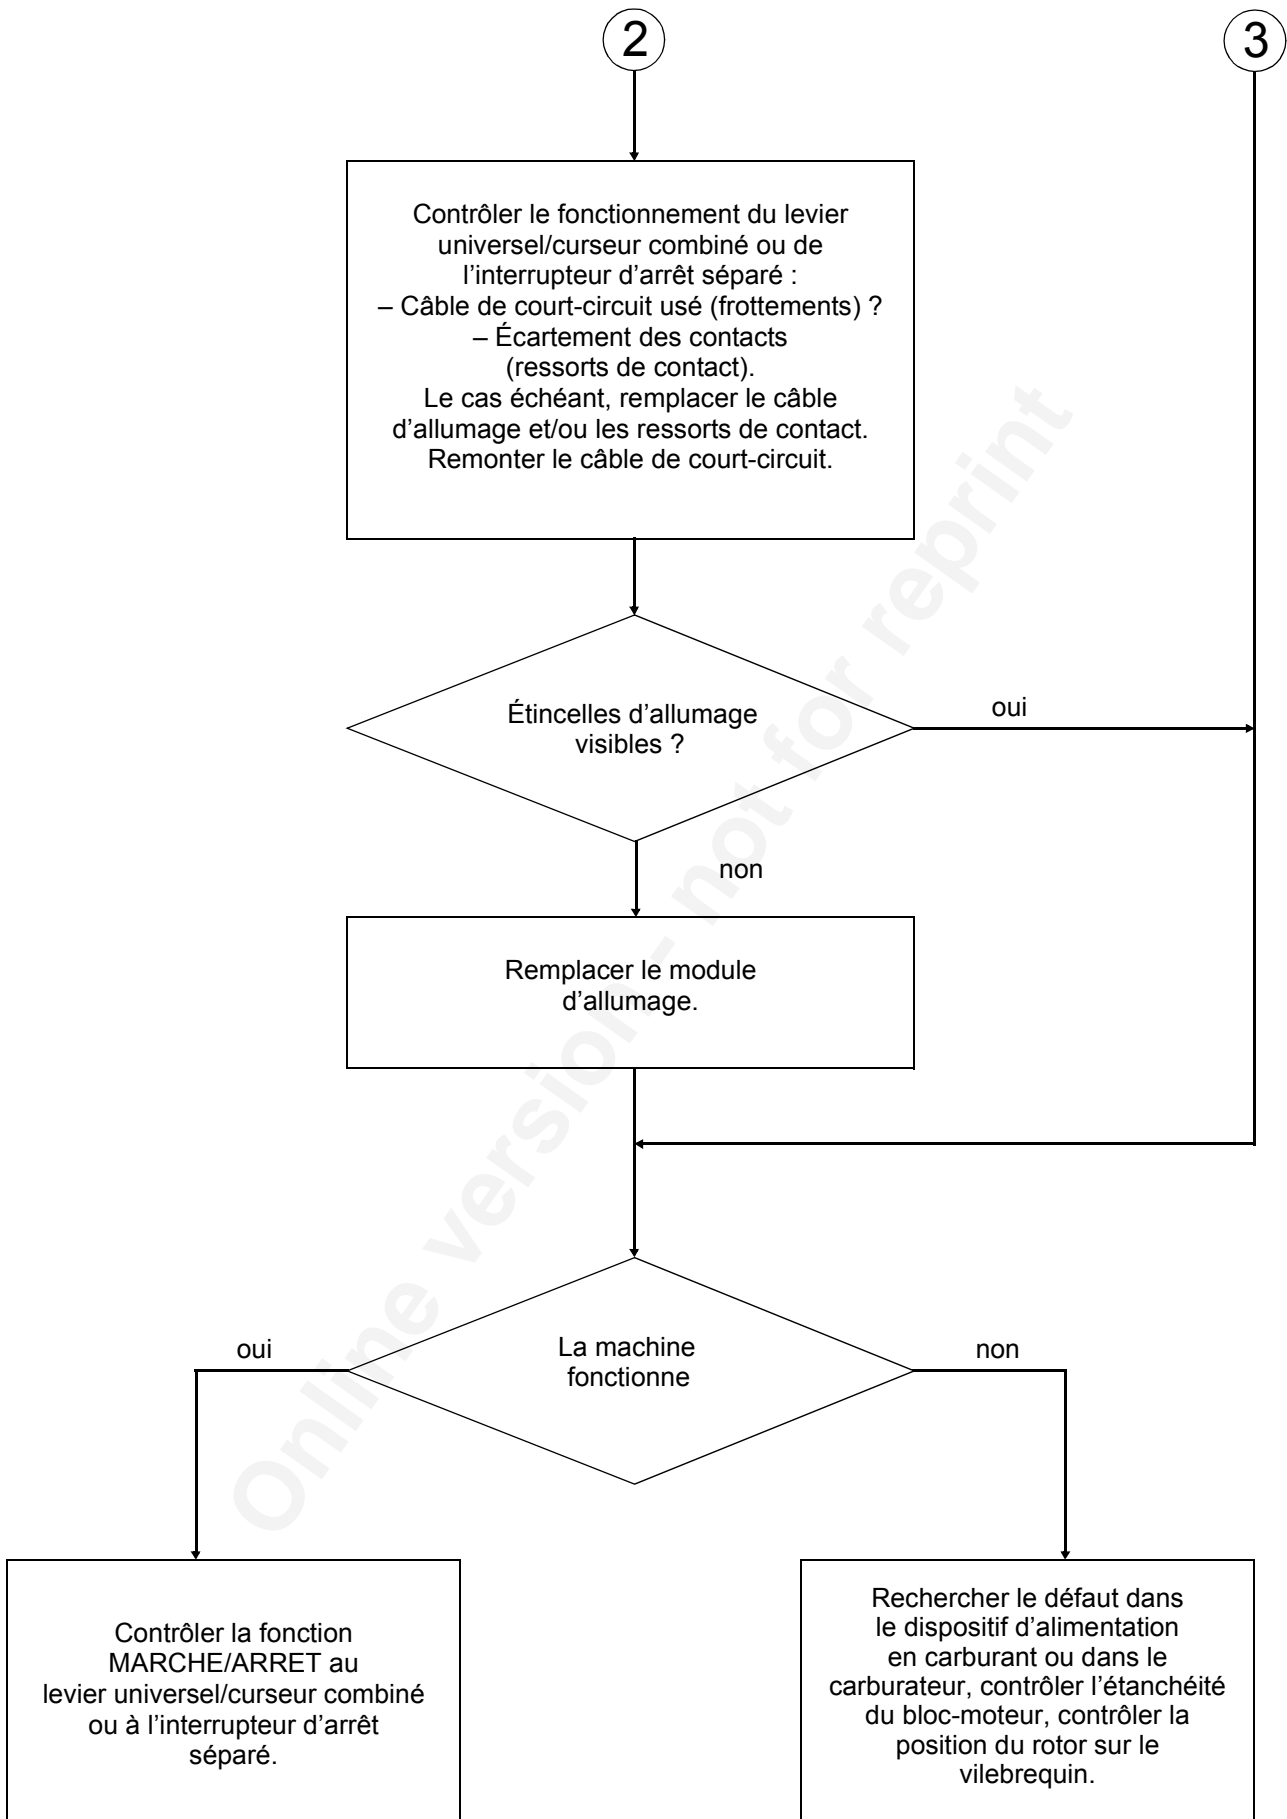 2
3
Contrôler le fonctionnement du levier
universel/curseur combiné ou de
l’interrupteur d’arrêt séparé :
– Câble de court-circuit usé (frottements) ?
– Écartement des contacts
(ressorts de contact).
Le cas échéant, remplacer le câble
d’allumage et/ou les ressorts de contact.
Remonter le câble de court-circuit.
Étincelles d’allumage
visibles ?
oui
non
Remplacer le module
d’allumage.
La machine
fonctionne
oui
non
Contrôler la fonction
MARCHE/ARRET au
levier universel/curseur combiné
ou à l’interrupteur d’arrêt
séparé.
Rechercher le défaut dans
le dispositif d’alimentation
en carburant ou dans le
carburateur, contrôler l’étanchéité
du bloc-moteur, contrôler la
position du rotor sur le
vilebrequin.
Online version - not for reprint